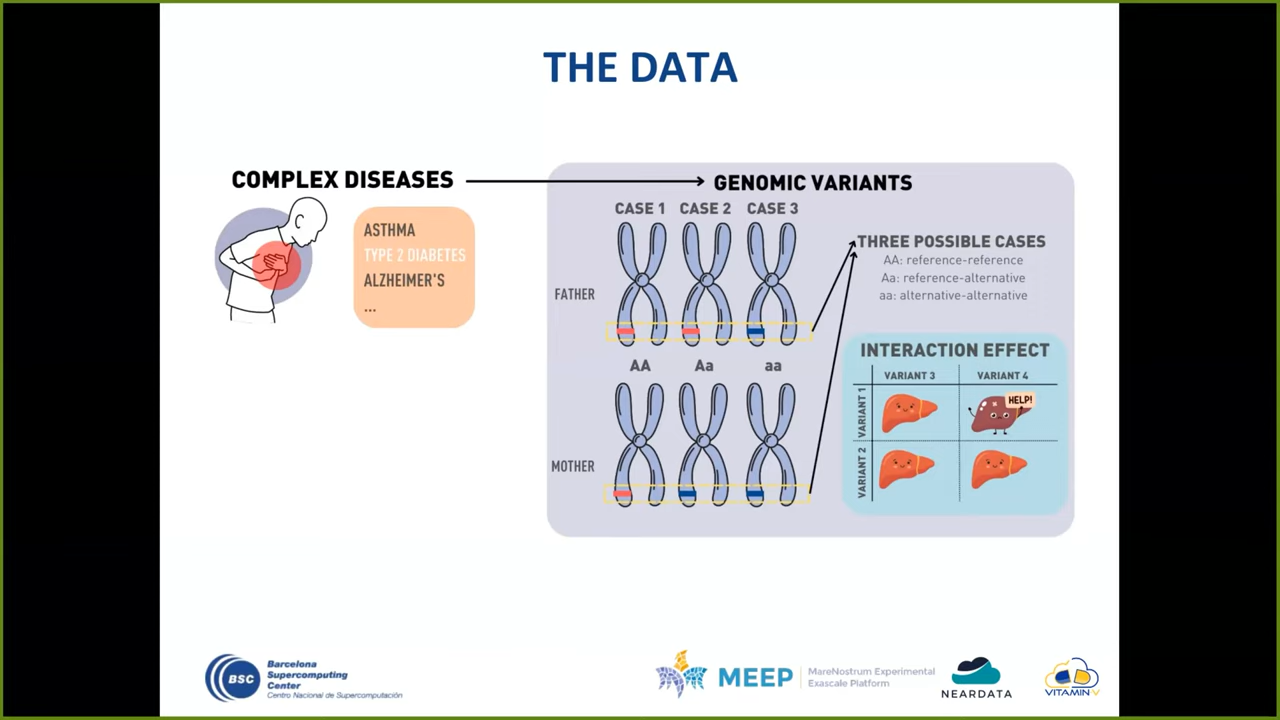 THE DATA
COMPLEX DISEASES
ASTHMA
TYPE 2 DIABETES
ALZHEIMER'S
...
GENOMIC VARIANTS
CASE 1 CASE 2 CASE 3
FATHER
AA Aa aa
MOTHER
THREE POSSIBLE CASES
AA: reference-reference
Aa: reference-alternative
aa: alternative-alternative
INTERACTION EFFECT
VARIANT 3 VARIANT 4
VARIANT 1
HELP!
VARIANT 2
BSC
Barcelona
Supercomputing
Center
Centro Nacional de Supercomputación
MEEP
MareNostrum Experimental
Exascale Platform
NEARDATA
VITAMIN V